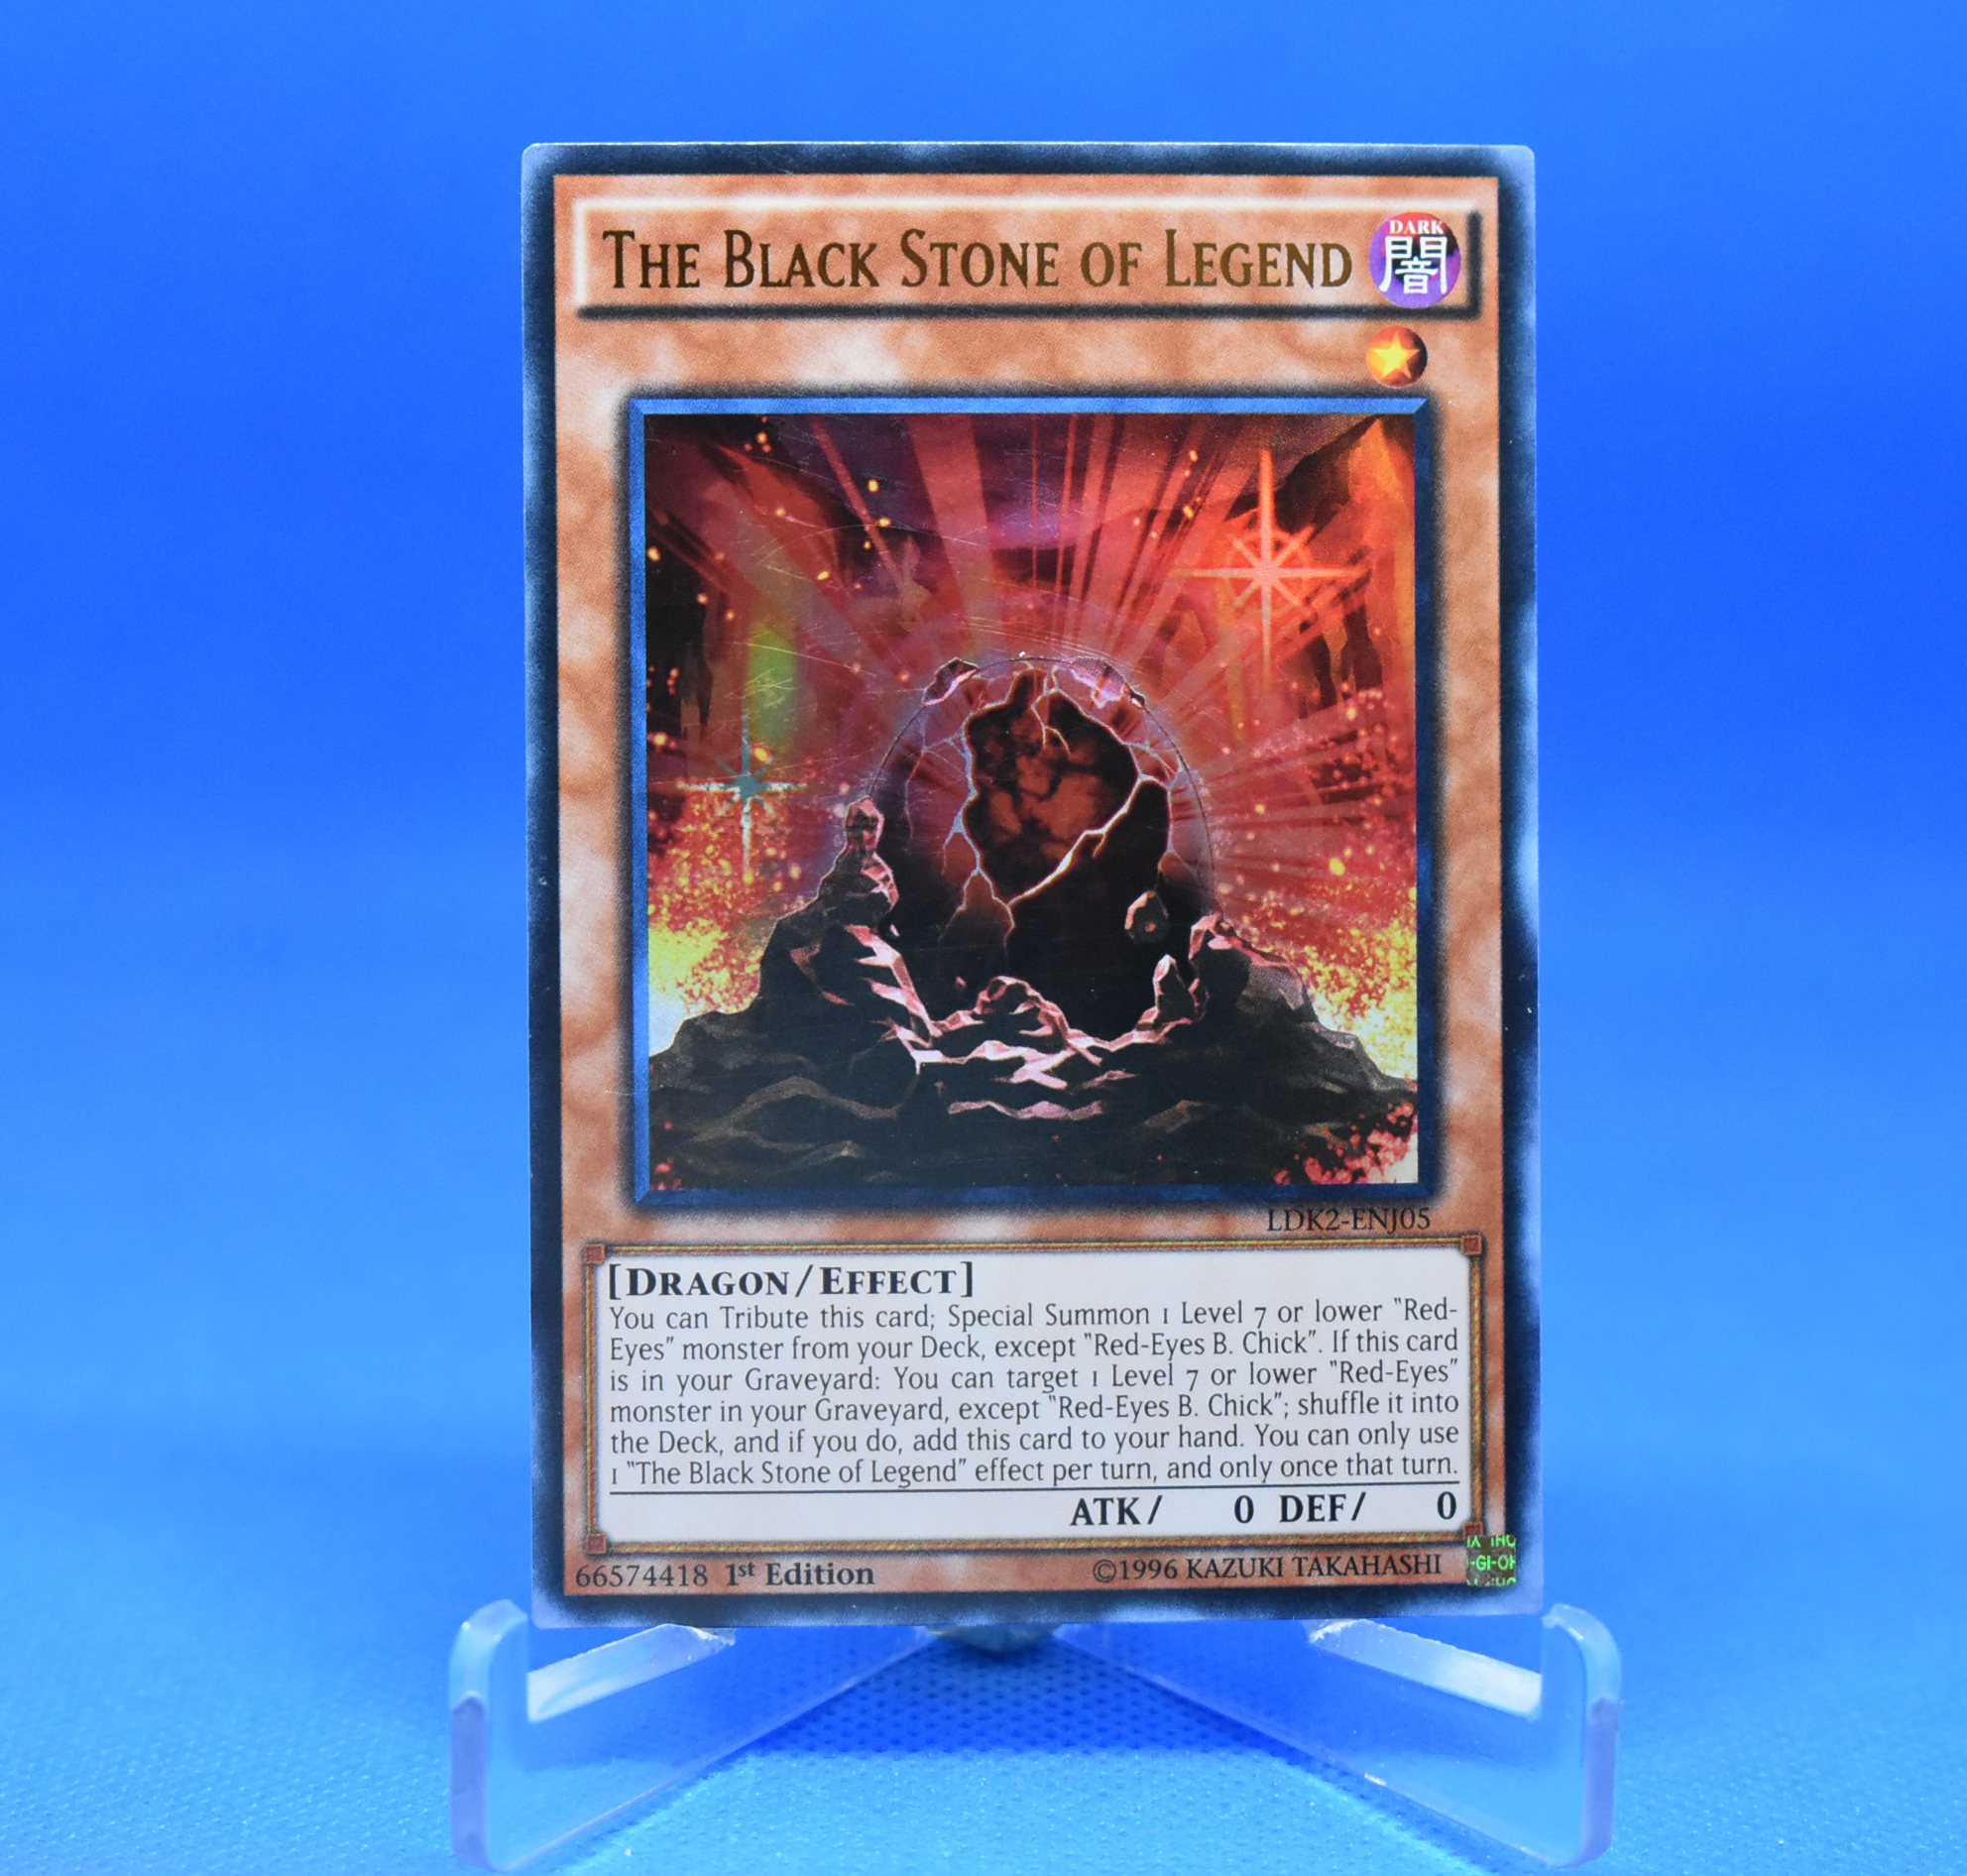 THE BLACK STONE OF LEGEND
DARK
闇
LDK2-ENJ05
[DRAGON/EFFECT]
You can Tribute this card; Special Summon 1 Level 7 or lower "Red-
Eyes" monster from your Deck, except "Red-Eyes B. Chick". If this card
is in your Graveyard: You can target 1 Level 7 or lower "Red-Eyes"
monster in your Graveyard, except "Red-Eyes B. Chick"; shuffle it into
the Deck, and if you do, add this card to your hand. You can only use
1 "The Black Stone of Legend" effect per turn, and only once that turn.
ATK/ 0 DEF/ 0
66574418 1st Edition
©1996 KAZUKI TAKAHASHI
-GI-OH